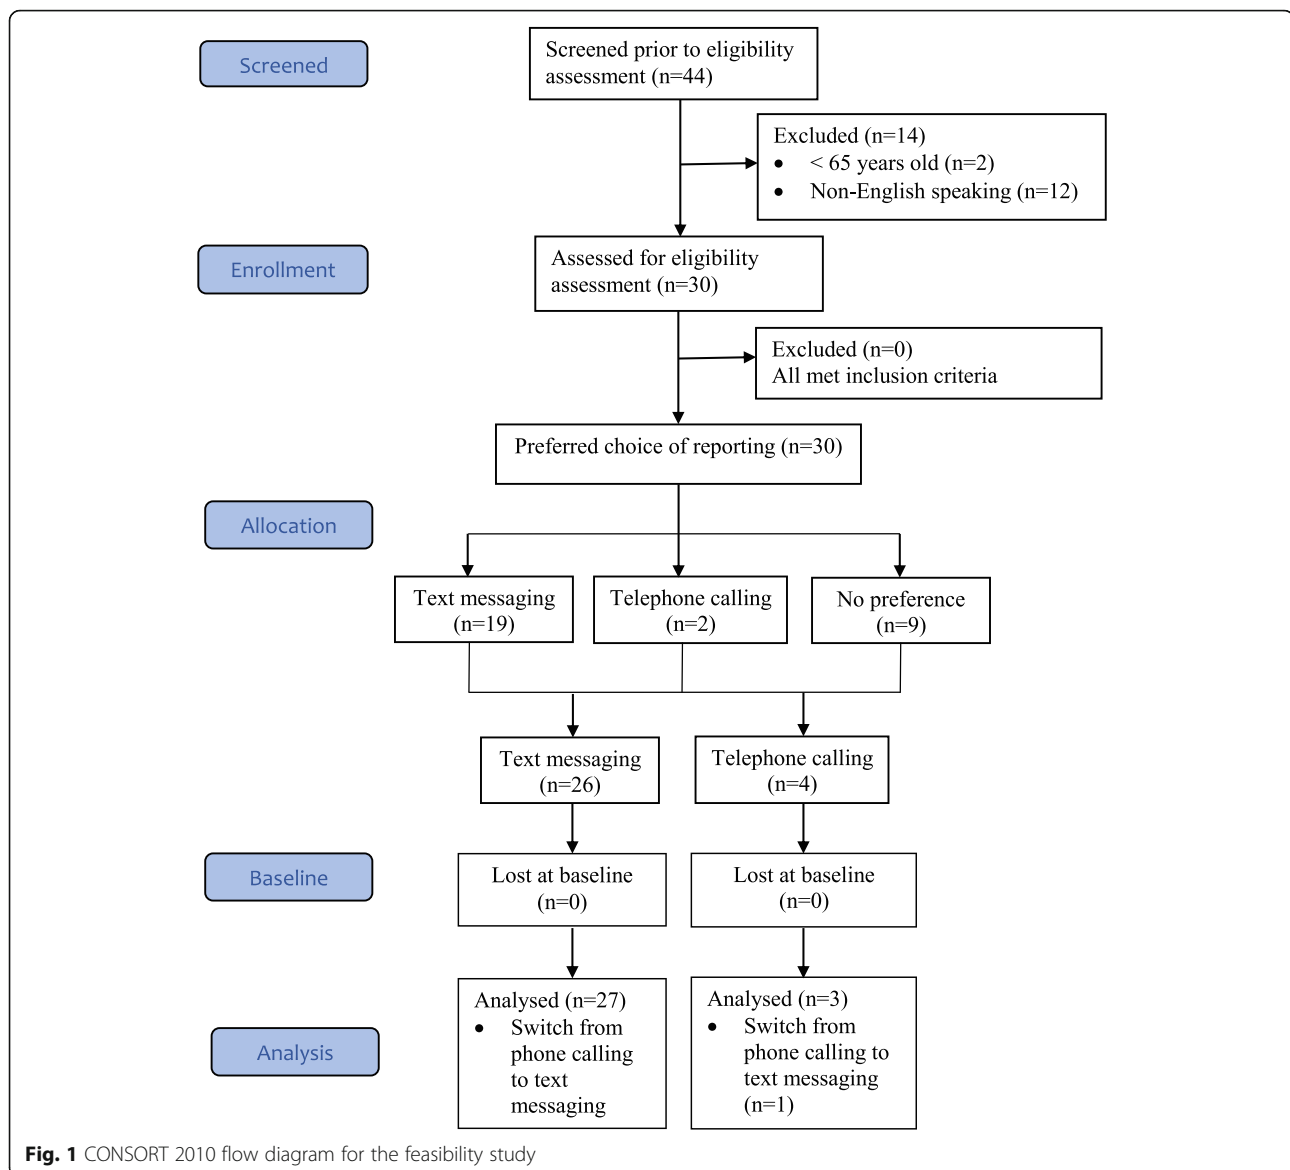 Screened
Screened prior to eligibility
assessment (n=44)
Excluded (n=14)
• < 65 years old (n=2)
• Non-English speaking (n=12)
Enrollment
Assessed for eligibility
assessment (n=30)
Excluded (n=0)
All met inclusion criteria
Preferred choice of reporting (n=30)
Allocation
Text messaging
(n=19)
Telephone calling
(n=2)
No preference
(n=9)
Text messaging
(n=26)
Telephone calling
(n=4)
Baseline
Lost at baseline
(n=0)
Lost at baseline
(n=0)
Analysis
Analysed (n=27)
• Switch from
phone calling
to text
messaging
Analysed (n=3)
• Switch from
phone calling to
text messaging
(n=1)
Fig. 1 CONSORT 2010 flow diagram for the feasibility study